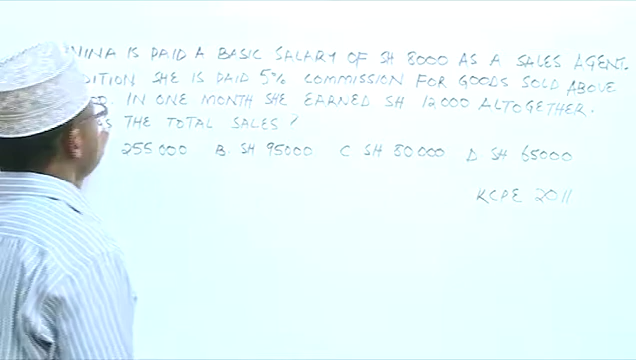 NINA IS PAID A BASIC SALARY OF SH 8000 AS A SALES AGENT.
SHE IS PAID 5% COMMISSION FOR GOODS SOLD ABOVE
IN ONE MONTH SHE EARNED SH 12000 ALTOGETHER.
THE TOTAL SALES?
255000 B. SH 95000 C SH 80000 D SH 65000
KCPE 2011